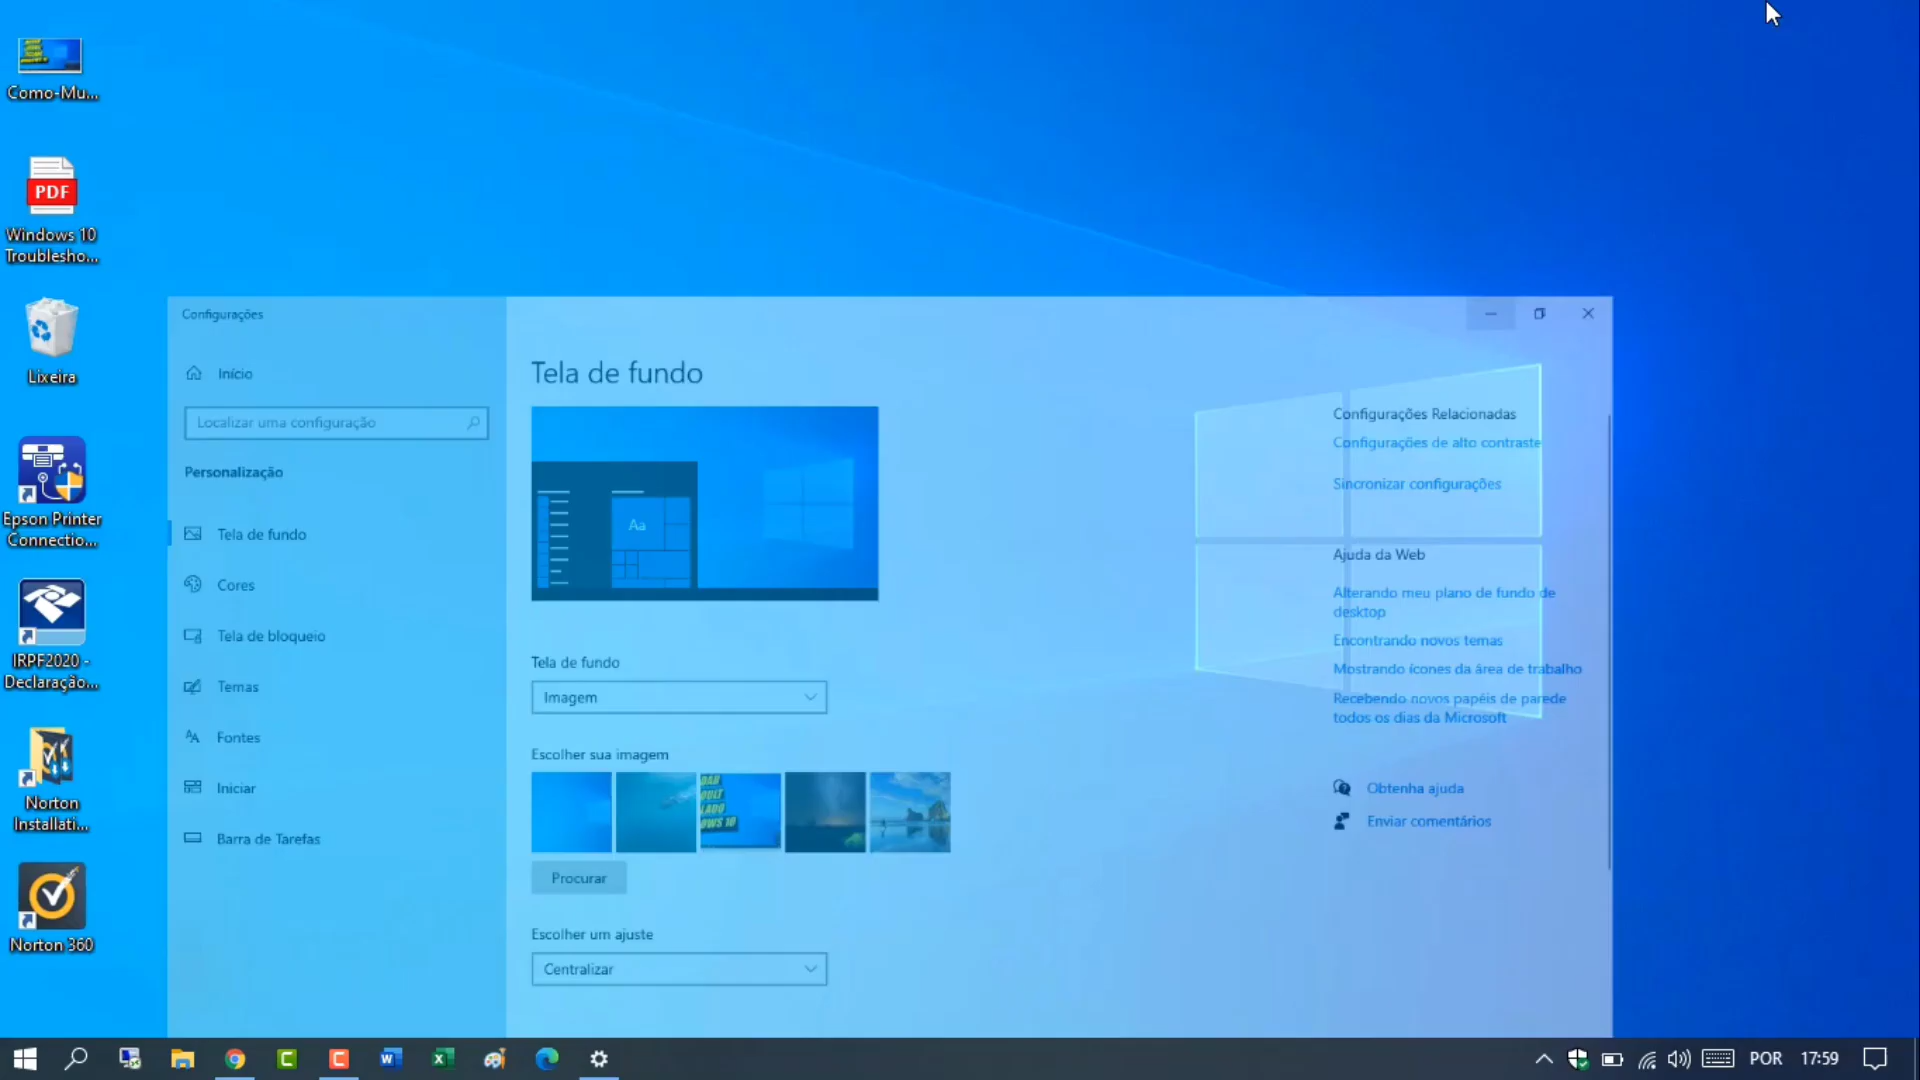 Como-Mu...
PDF
Windows 10
Troublesho...
Lixeira
Epson Printer
Connectio...
IRPF2020 -
Declaração...
Norton
Installati...
Norton 360
Configurações
Início
Localizar uma configuração
Personalização
Tela de fundo
Cores
Tela de bloqueio
Temas
Fontes
Iniciar
Barra de Tarefas
Tela de fundo
Aa
Tela de fundo
Imagem
Escolher sua imagem
DAR
OULT
LADO
OWS 10
Procurar
Escolher um ajuste
Centralizar
Configurações Relacionadas
Configurações de alto contraste
Sincronizar configurações
Ajuda da Web
Alterando meu plano de fundo de
desktop
Encontrando novos temas
Mostrando ícones da área de trabalho
Recebendo novos papéis de parede
todos os dias da Microsoft
Obtenha ajuda
Enviar comentários
POR
17:59